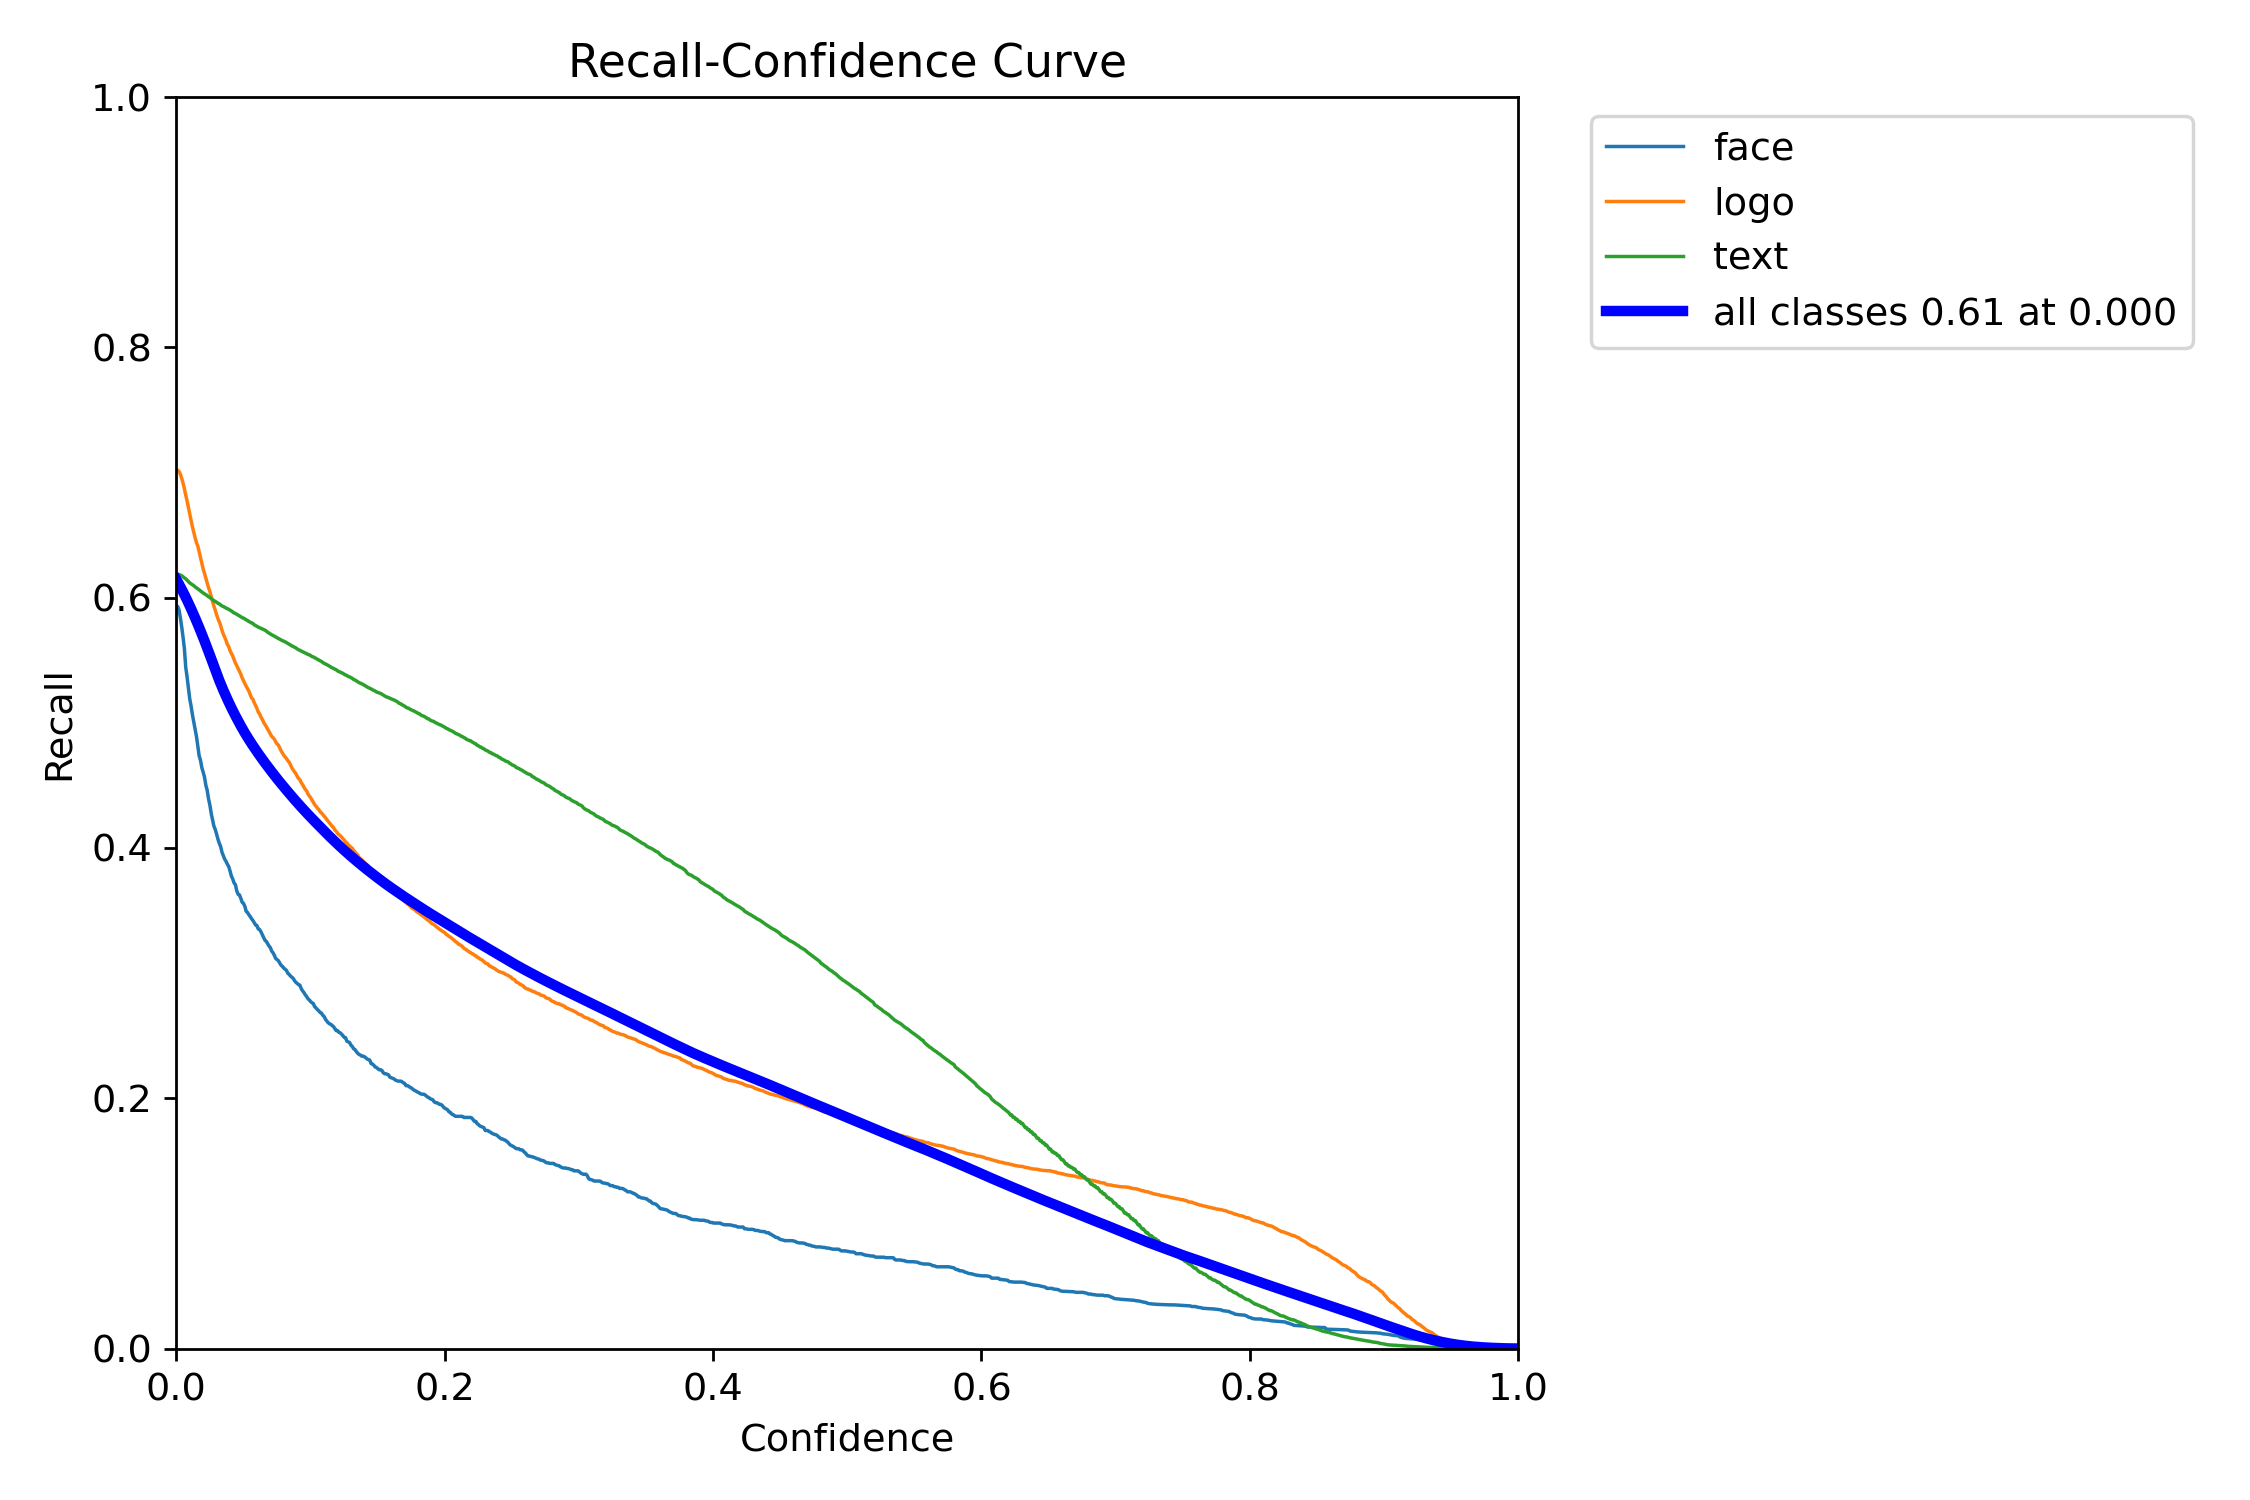 Recall-Confidence Curve
1.0
0.8
0.6
0.4
0.2
0.0
Recall
0.0 0.2 0.4 0.6 0.8 1.0
Confidence
face
logo
text
all classes 0.61 at 0.000